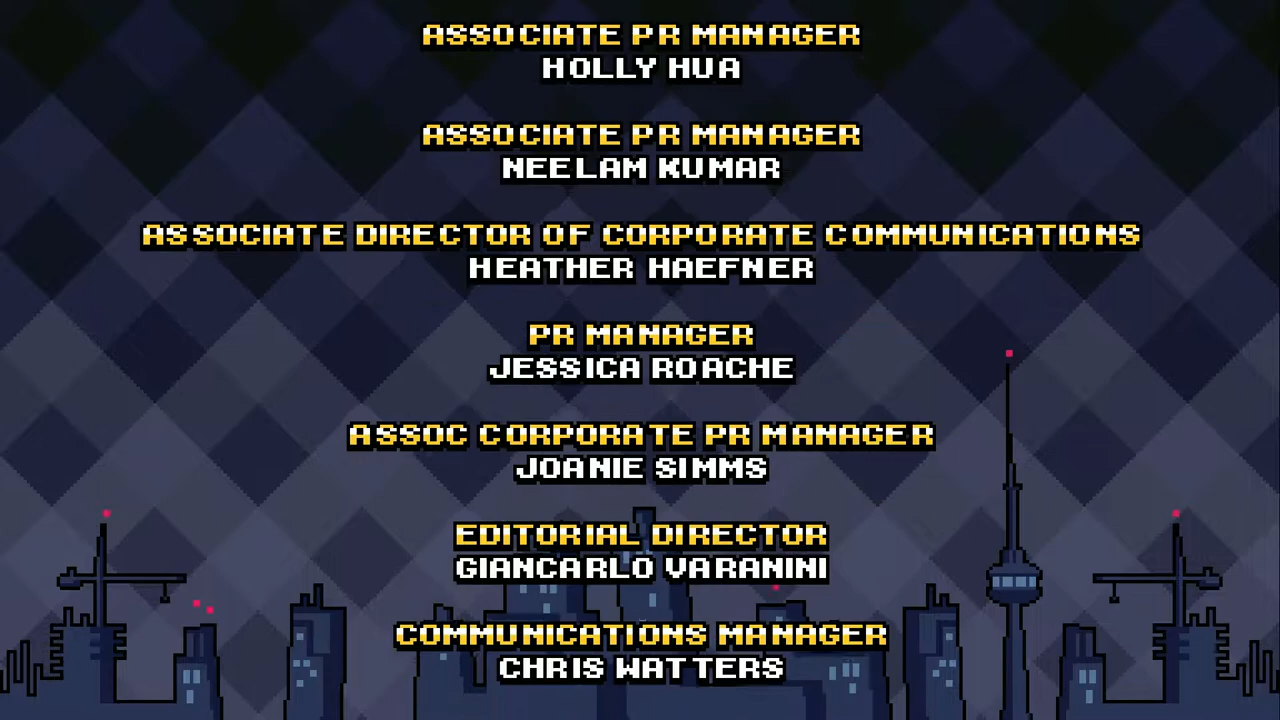 ASSOCIATE PR MANAGER
HOLLY HUA
ASSOCIATE PR MANAGER
NEELAM KUMAR
ASSOCIATE DIRECTOR OF CORPORATE COMMUNICATIONS
HEATHER HAEFNER
PR MANAGER
JESSICA ROACHE
ASSOC CORPORATE PR MANAGER
JOANIE SIMMS
EDITORIAL DIRECTOR
GIANCARLO VARANINI
COMMUNICATIONS MANAGER
CHRIS WATTERS